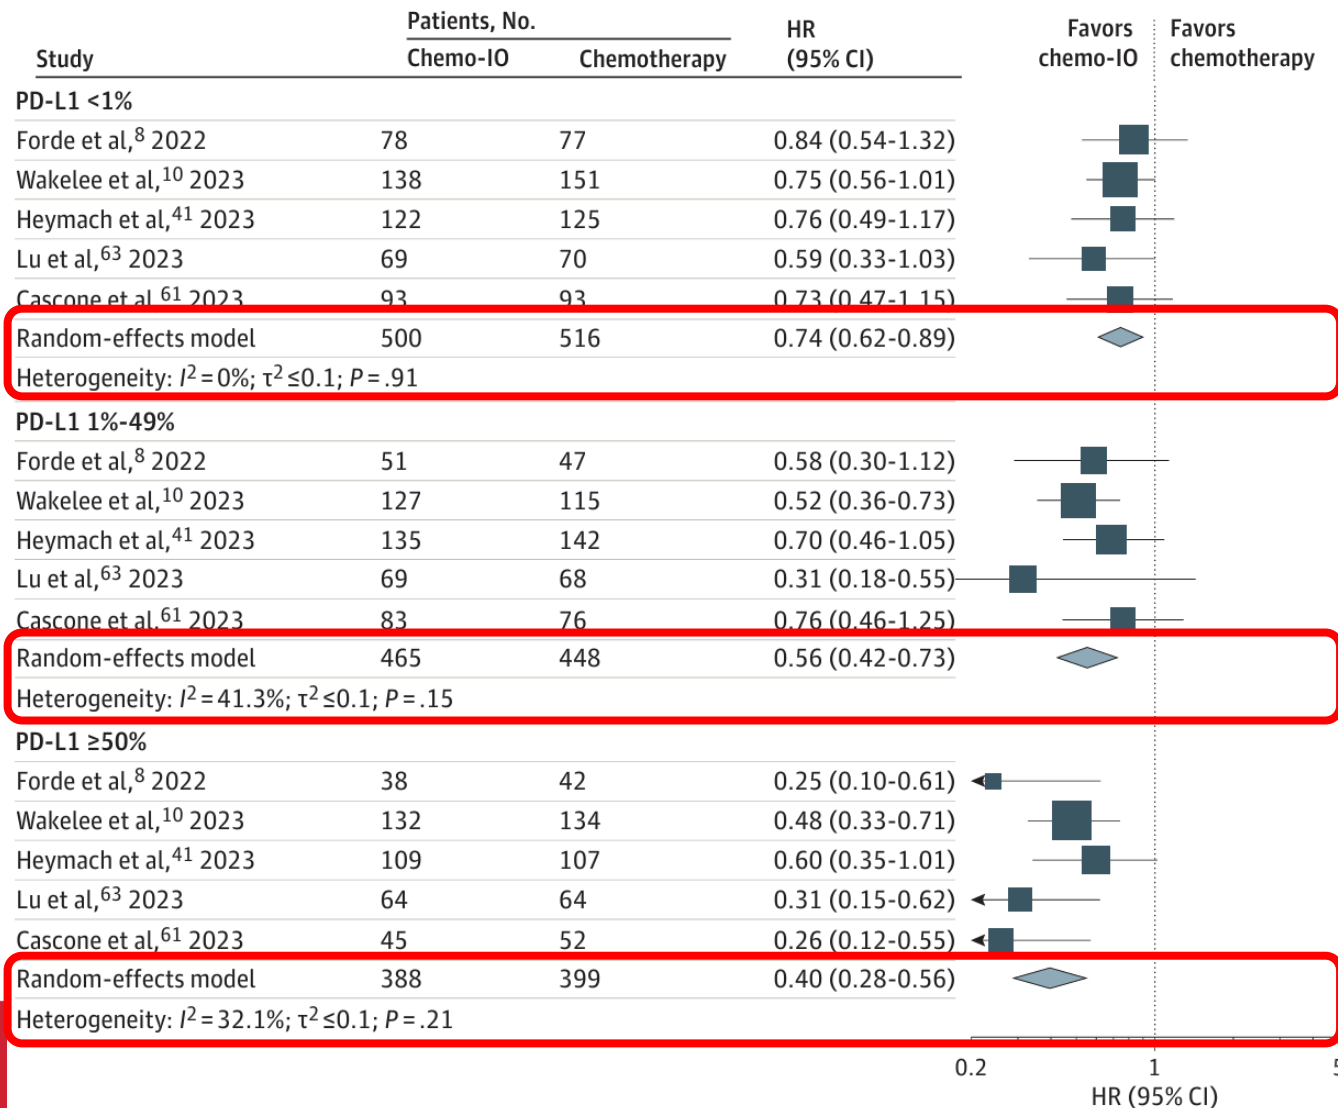 Patients, No.
Study Chemo-IO Chemotherapy HR (95% CI) Favors chemo-IO Favors chemotherapy
PD-L1 <1%
Forde et al,8 2022 78 77 0.84 (0.54-1.32)
Wakelee et al,10 2023 138 151 0.75 (0.56-1.01)
Heymach et al,41 2023 122 125 0.76 (0.49-1.17)
Lu et al,63 2023 69 70 0.59 (0.33-1.03)
Cascone et al,61 2023 93 93 0.73 (0.47-1.15)
Random-effects model 500 516 0.74 (0.62-0.89)
Heterogeneity: I2 = 0%; τ2 ≤0.1; P = .91
PD-L1 1%-49%
Forde et al,8 2022 51 47 0.58 (0.30-1.12)
Wakelee et al,10 2023 127 115 0.52 (0.36-0.73)
Heymach et al,41 2023 135 142 0.70 (0.46-1.05)
Lu et al,63 2023 69 68 0.31 (0.18-0.55)
Cascone et al,61 2023 83 76 0.76 (0.46-1.25)
Random-effects model 465 448 0.56 (0.42-0.73)
Heterogeneity: I2 = 41.3%; τ2 ≤0.1; P = .15
PD-L1 ≥50%
Forde et al,8 2022 38 42 0.25 (0.10-0.61)
Wakelee et al,10 2023 132 134 0.48 (0.33-0.71)
Heymach et al,41 2023 109 107 0.60 (0.35-1.01)
Lu et al,63 2023 64 64 0.31 (0.15-0.62)
Cascone et al,61 2023 45 52 0.26 (0.12-0.55)
Random-effects model 388 399 0.40 (0.28-0.56)
Heterogeneity: I2 = 32.1%; τ2 ≤0.1; P = .21
0.2 1 5
HR (95% CI)